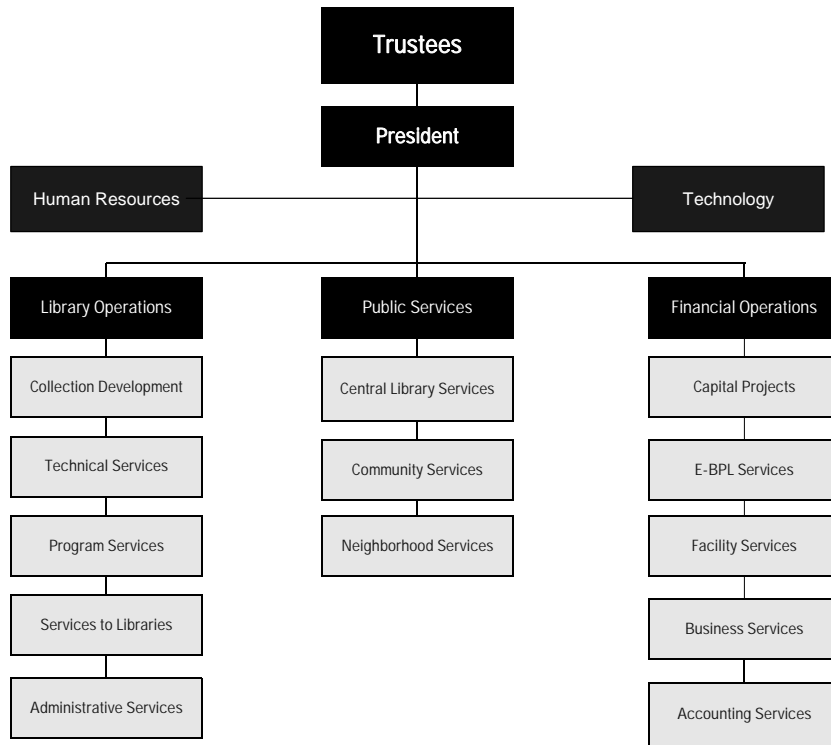 Trustees
President
Human Resources
Technology
Library Operations
Public Services
Financial Operations
Collection Development
Central Library Services
Capital Projects
Technical Services
Community Services
E-BPL Services
Program Services
Neighborhood Services
Facility Services
Services to Libraries
Business Services
Administrative Services
Accounting Services